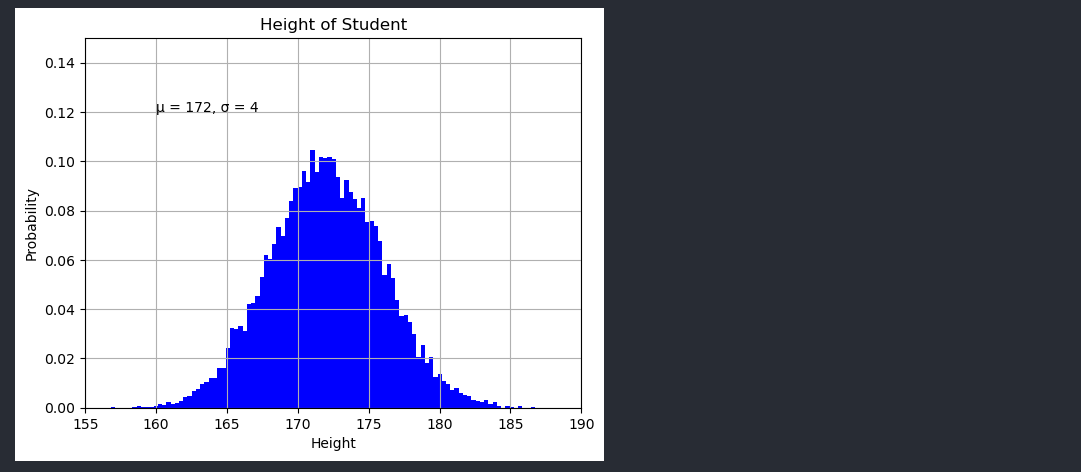 Height of Student
0.14
0.12
0.10
0.08
0.06
0.04
0.02
0.00
μ = 172, σ = 4
Probability
155 160 165 170 175 180 185 190
Height